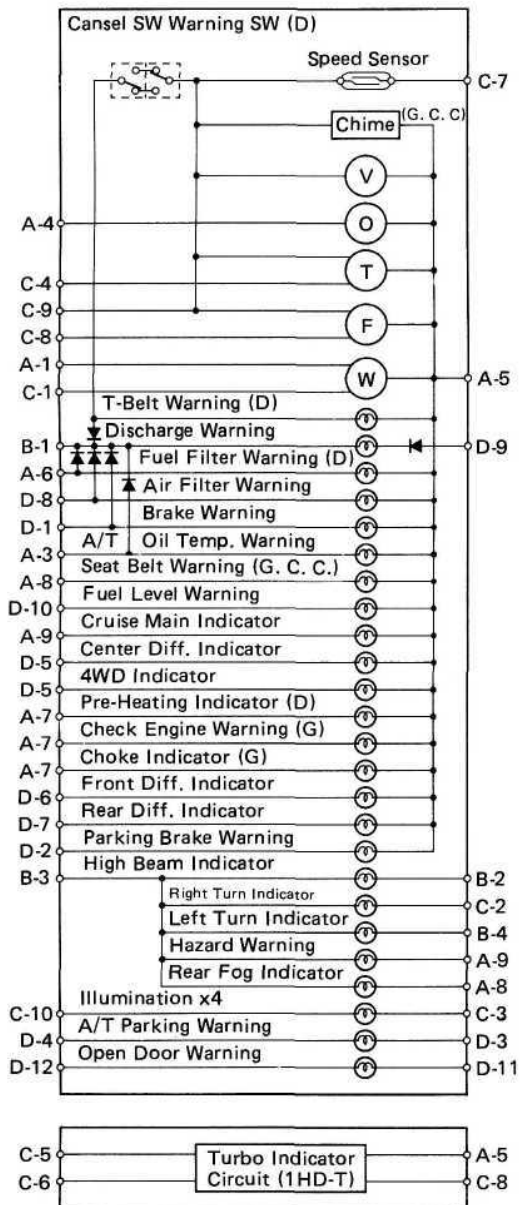 Cansel SW Warning SW (D)
Speed Sensor
C-7
Chime (G. C. C)
V
A-4 O
T
C-4
C-9
F
C-8
A-1
W A-5
C-1
T-Belt Warning (D)
Discharge Warning
B-1 D-9
Fuel Filter Warning (D)
A-6
Air Filter Warning
D-8
Brake Warning
D-1
A/T Oil Temp. Warning
A-3
Seat Belt Warning (G. C. C.)
A-8
Fuel Level Warning
D-10
Cruise Main Indicator
A-9
Center Diff. Indicator
D-5
4WD Indicator
D-5
Pre-Heating Indicator (D)
A-7
Check Engine Warning (G)
A-7
Choke Indicator (G)
A-7
Front Diff. Indicator
D-6
Rear Diff. Indicator
D-7
Parking Brake Warning
D-2
High Beam Indicator
B-3 B-2
Right Turn Indicator
C-2
Left Turn Indicator
B-4
Hazard Warning
A-9
Rear Fog Indicator
A-8
Illumination x4
C-10 C-3
A/T Parking Warning
D-4 D-3
Open Door Warning
D-12 D-11
C-5 Turbo Indicator A-5
C-6 Circuit (1HD-T) C-8